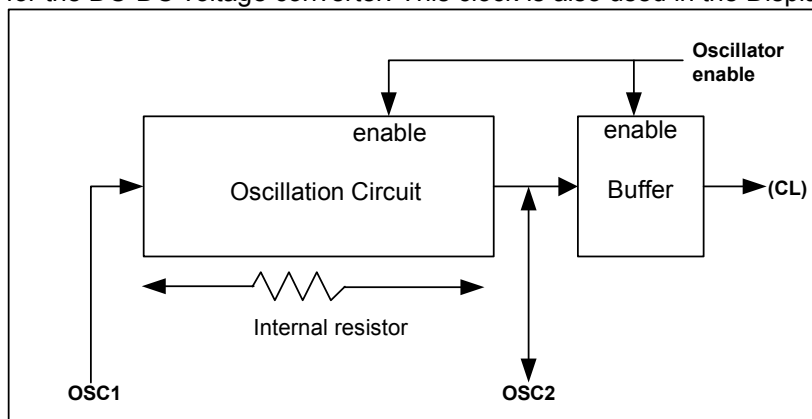 for the DC-DC voltage converter. This clock is also used in the Displa
Oscillator
enable
enable
enable
Oscillation Circuit
Buffer
(CL)
Internal resistor
OSC1
OSC2